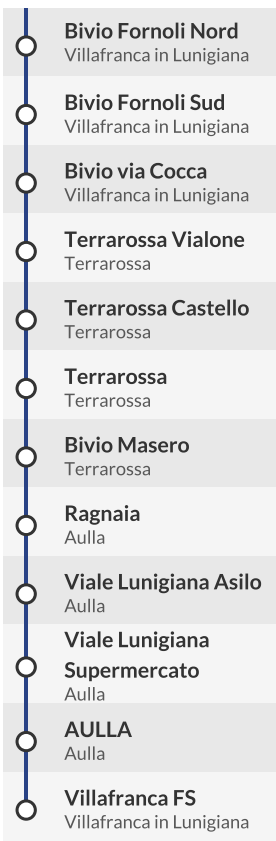 Bivio Fornoli Nord
Villafranca in Lunigiana
Bivio Fornoli Sud
Villafranca in Lunigiana
Bivio via Cocca
Villafranca in Lunigiana
Terrarossa Vialone
Terrarossa
Terrarossa Castello
Terrarossa
Terrarossa
Terrarossa
Bivio Masero
Terrarossa
Ragnaia
Aulla
Viale Lunigiana Asilo
Aulla
Viale Lunigiana
Supermercato
Aulla
AULLA
Aulla
Villafranca FS
Villafranca in Lunigiana